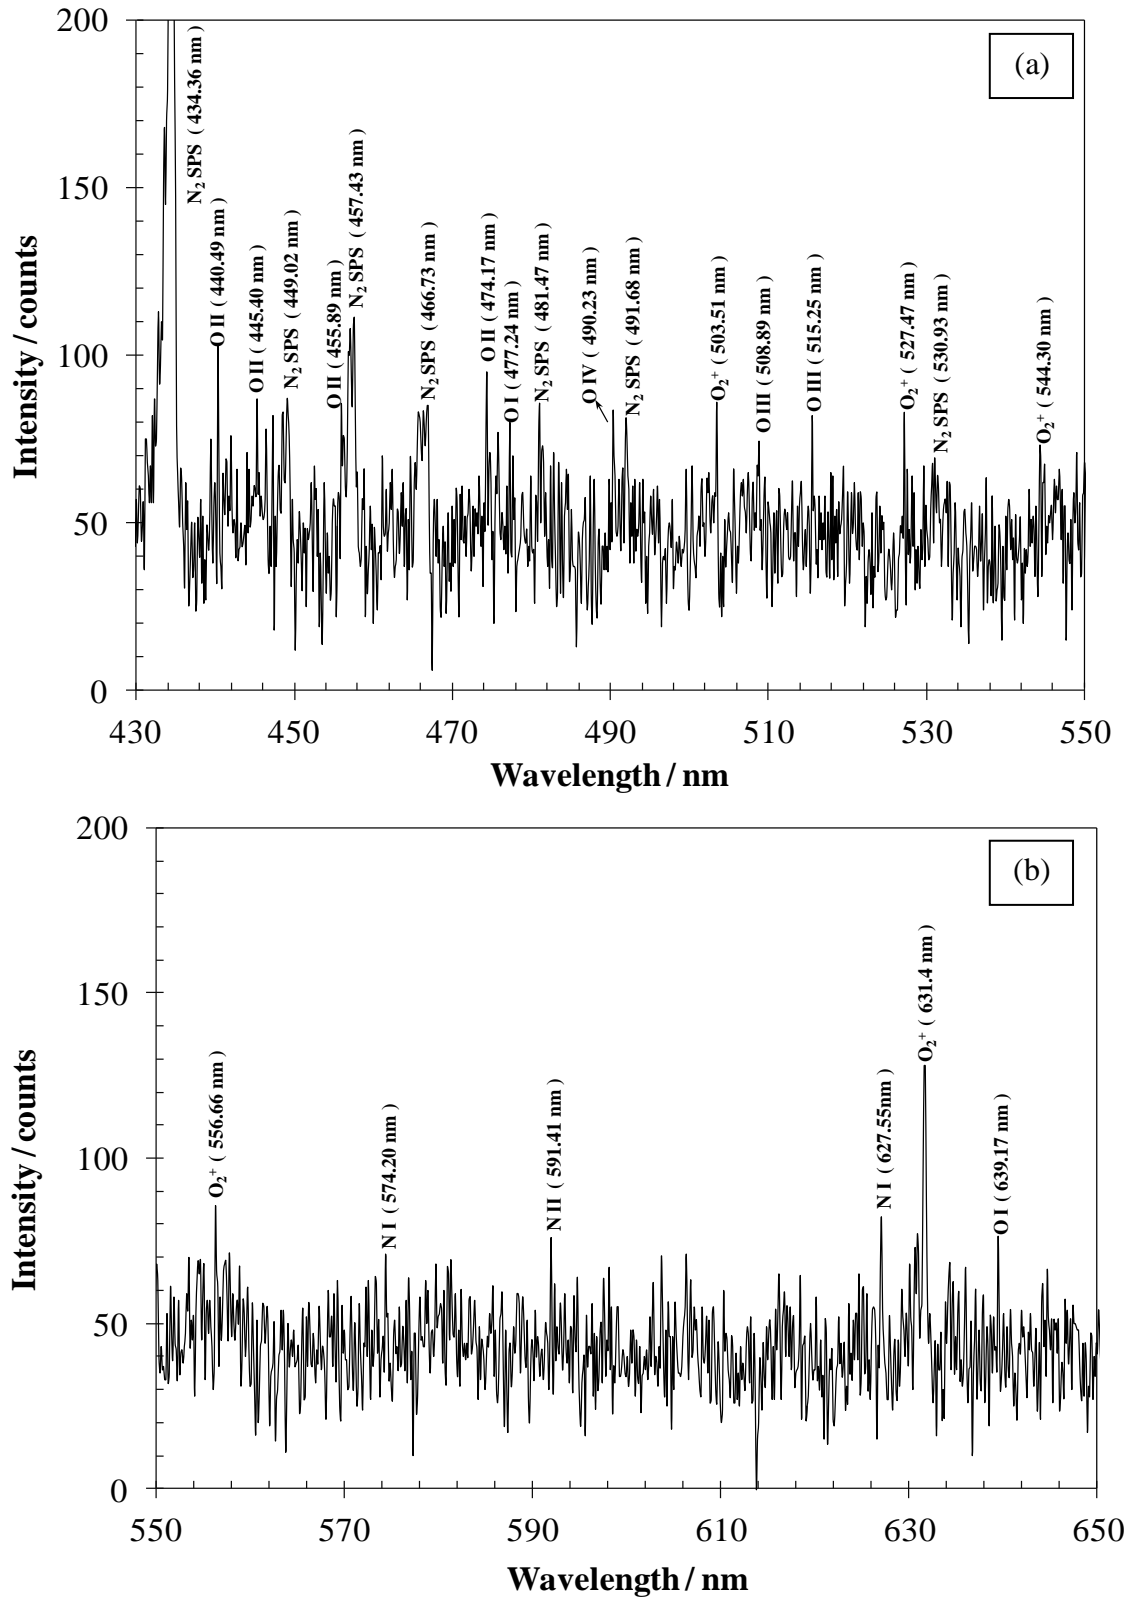 (a)
200
150
100
50
0
Intensity / counts
N₂ SPS ( 434.36 nm )
O II ( 440.49 nm )
O II ( 445.40 nm )
N₂ SPS ( 449.02 nm )
O II ( 455.89 nm )
N₂ SPS ( 457.43 nm )
N₂ SPS ( 466.73 nm )
O II ( 474.17 nm )
O I ( 477.24 nm )
N₂ SPS ( 481.47 nm )
O IV ( 490.23 nm )
N₂ SPS ( 491.68 nm )
O₂⁺ ( 503.51 nm )
O III ( 508.89 nm )
O III ( 515.25 nm )
O₂⁺ ( 527.47 nm )
N₂ SPS ( 530.93 nm )
O₂⁺ ( 544.30 nm )
430 450 470 490 510 530 550
Wavelength / nm
(b)
200
150
100
50
0
Intensity / counts
O₂⁺ ( 556.66 nm )
N I ( 574.20 nm )
N II ( 591.41 nm )
N I ( 627.55nm )
O₂⁺ ( 631.4 nm )
O I ( 639.17 nm )
550 570 590 610 630 650
Wavelength / nm